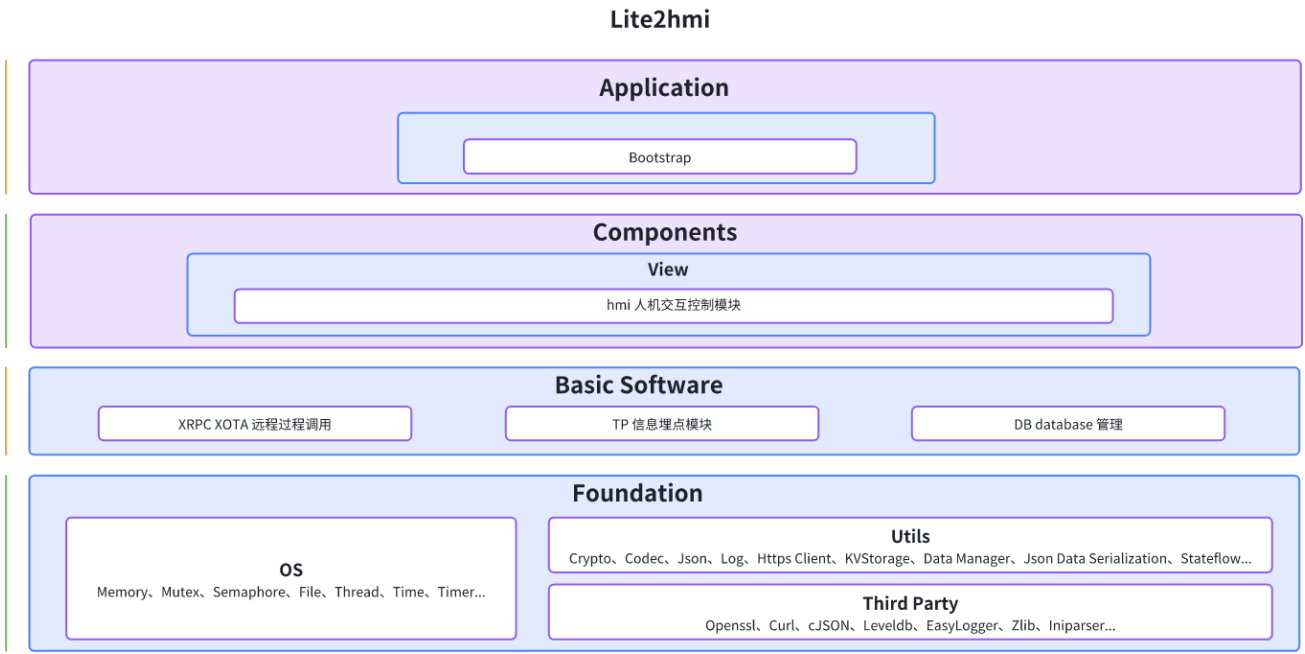 Lite2hmi
Application
Bootstrap
Components
View
hmi 人机交互控制模块
Basic Software
XRPC XOTA 远程过程调用
TP 信息埋点模块
DB database 管理
Foundation
OS
Memory、Mutex、Semaphore、File、Thread、Time、Timer...
Utils
Crypto、Codec、Json、Log、Https Client、KVStorage、Data Manager、Json Data Serialization、Stateflow...
Third Party
Openssl、Curl、cJSON、Leveldb、EasyLogger、Zlib、Iniparser...